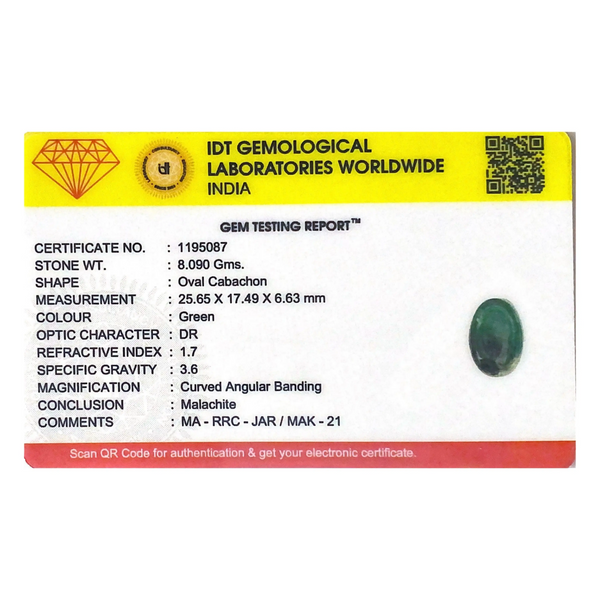 IDT GEMOLOGICAL
LABORATORIES WORLDWIDE
INDIA
GEM TESTING REPORT™
CERTIFICATE NO. : 1195087
STONE WT. : 8.090 Gms.
SHAPE : Oval Cabachon
MEASUREMENT : 25.65 X 17.49 X 6.63 mm
COLOUR : Green
OPTIC CHARACTER : DR
REFRACTIVE INDEX : 1.7
SPECIFIC GRAVITY : 3.6
MAGNIFICATION : Curved Angular Banding
CONCLUSION : Malachite
COMMENTS : MA - RRC - JAR / MAK - 21
Scan QR Code for authentication & get your electronic certificate.